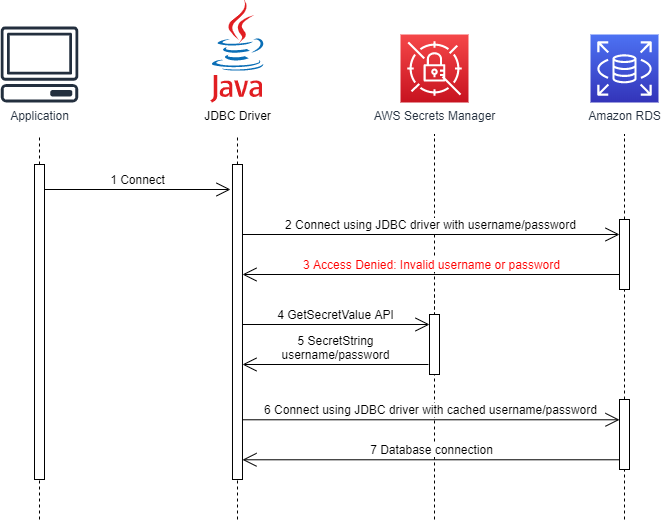 Java
Application
JDBC Driver
AWS Secrets Manager
Amazon RDS
1 Connect
2 Connect using JDBC driver with username/password
3 Access Denied: Invalid username or password
4 GetSecretValue API
5 SecretString
username/password
6 Connect using JDBC driver with cached username/password
7 Database connection